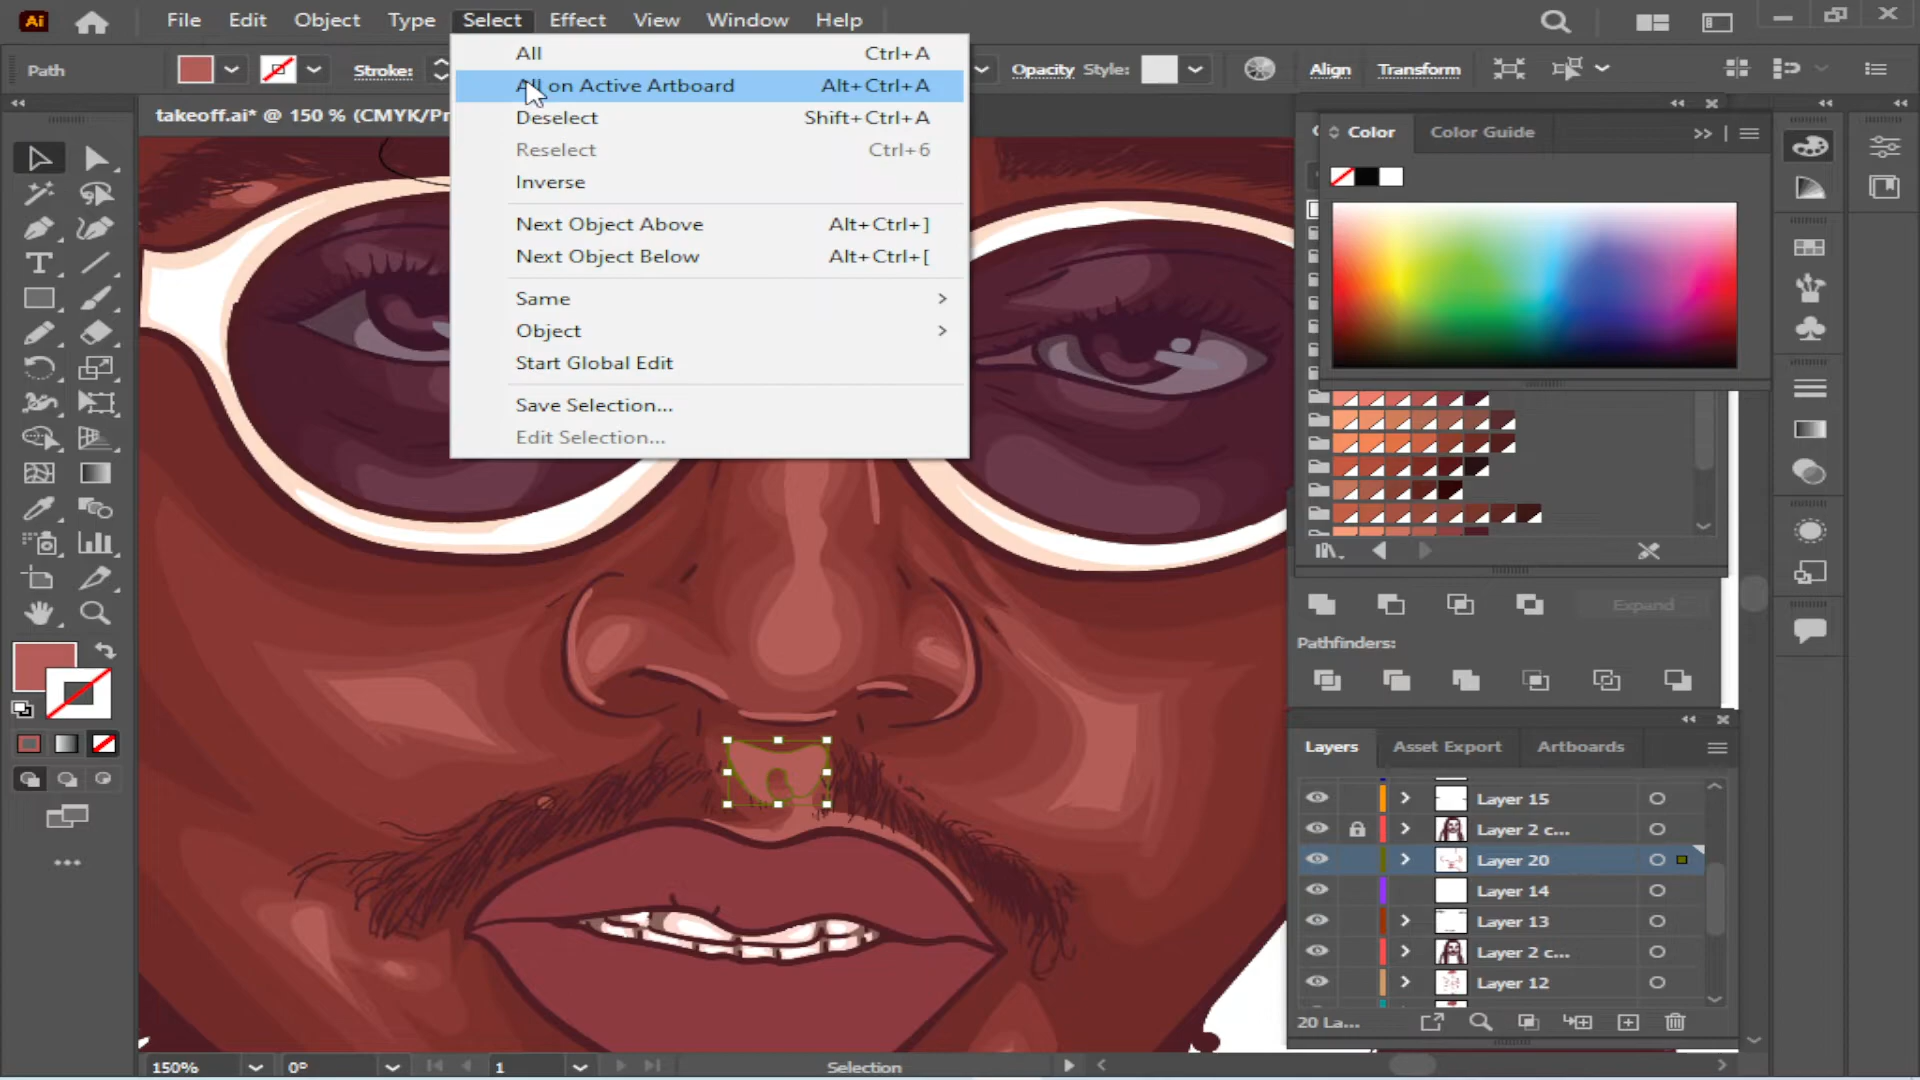 Ai File Edit Object Type Select Effect View Window Help
Path Stroke: Opacity Style: Align Transform
takeoff.ai* @ 150 % (CMYK/Pr
All Ctrl+A
All on Active Artboard Alt+Ctrl+A
Deselect Shift+Ctrl+A
Reselect Ctrl+6
Inverse
Next Object Above Alt+Ctrl+]
Next Object Below Alt+Ctrl+[
Same
Object
Start Global Edit
Save Selection...
Edit Selection...
Color Color Guide
Expand
Pathfinders:
Layers Asset Export Artboards
Layer 15
Layer 2 c...
Layer 20
Layer 14
Layer 13
Layer 2 c...
Layer 12
20 La...
150% 0° 1 Selection